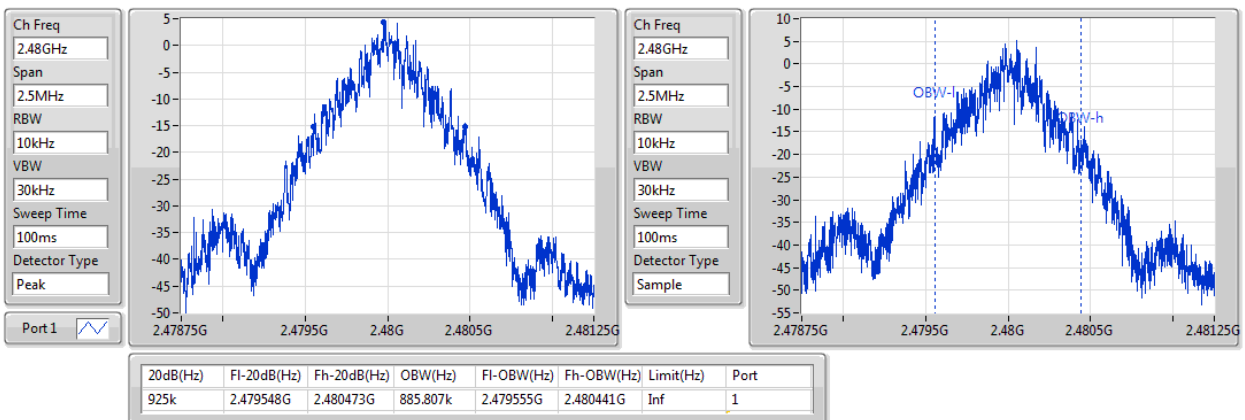 Ch Freq
2.48GHz
Span
2.5MHz
RBW
10kHz
VBW
30kHz
Sweep Time
100ms
Detector Type
Peak
Port 1
5
0
-5
-10
-15
-20
-25
-30
-35
-40
-45
-50
2.47875G 2.4795G 2.48G 2.4805G 2.48125G
Ch Freq
2.48GHz
Span
2.5MHz
RBW
10kHz
VBW
30kHz
Sweep Time
100ms
Detector Type
Sample
10
5
0
-5
-10
-15
-20
-25
-30
-35
-40
-45
-50
-55
OBW-l
OBW-h
2.47875G 2.4795G 2.48G 2.4805G 2.48125G
20dB(Hz) Fl-20dB(Hz) Fh-20dB(Hz) OBW(Hz) Fl-OBW(Hz) Fh-OBW(Hz) Limit(Hz) Port
925k 2.479548G 2.480473G 885.807k 2.479555G 2.480441G Inf 1